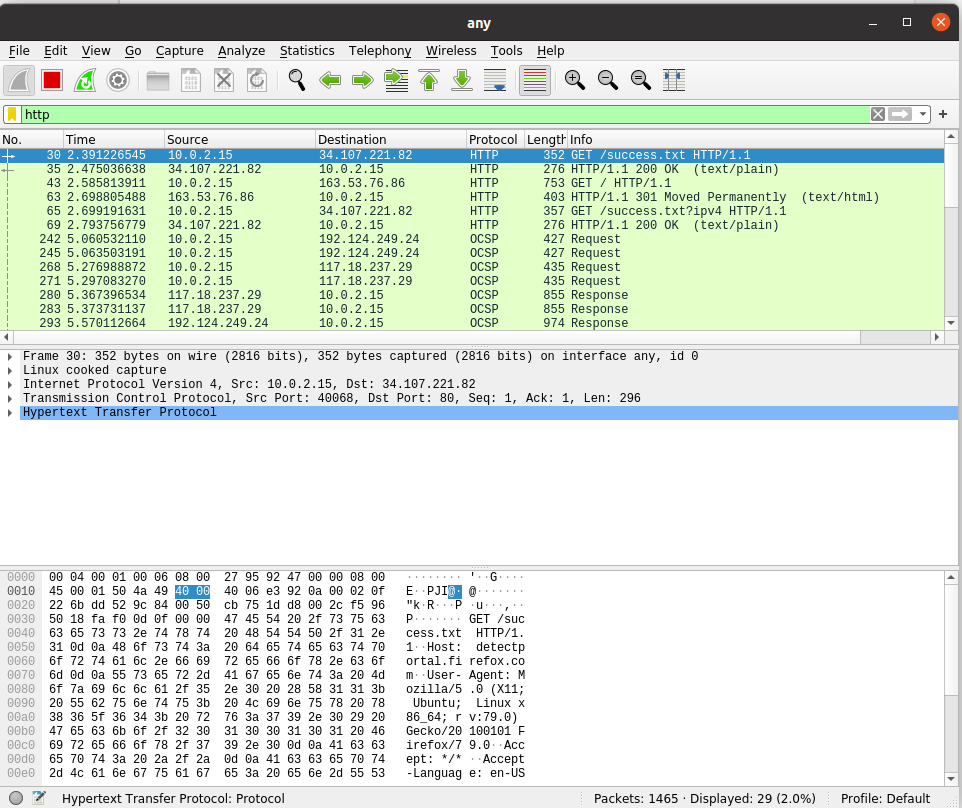 any
File Edit View Go Capture Analyze Statistics Telephony Wireless Tools Help
http
No. Time Source Destination Protocol Length Info
30 2.391226545 10.0.2.15 34.107.221.82 HTTP 352 GET /success.txt HTTP/1.1
35 2.475036638 34.107.221.82 10.0.2.15 HTTP 276 HTTP/1.1 200 OK (text/plain)
43 2.585813911 10.0.2.15 163.53.76.86 HTTP 753 GET / HTTP/1.1
63 2.698805488 163.53.76.86 10.0.2.15 HTTP 403 HTTP/1.1 301 Moved Permanently (text/html)
65 2.699191631 10.0.2.15 34.107.221.82 HTTP 357 GET /success.txt?ipv4 HTTP/1.1
69 2.793756779 34.107.221.82 10.0.2.15 HTTP 276 HTTP/1.1 200 OK (text/plain)
242 5.060532110 10.0.2.15 192.124.249.24 OCSP 427 Request
245 5.063503191 10.0.2.15 192.124.249.24 OCSP 427 Request
268 5.276988872 10.0.2.15 117.18.237.29 OCSP 435 Request
271 5.297083270 10.0.2.15 117.18.237.29 OCSP 435 Request
280 5.367396534 117.18.237.29 10.0.2.15 OCSP 855 Response
283 5.373731137 117.18.237.29 10.0.2.15 OCSP 855 Response
293 5.570112664 192.124.249.24 10.0.2.15 OCSP 974 Response
Frame 30: 352 bytes on wire (2816 bits), 352 bytes captured (2816 bits) on interface any, id 0
Linux cooked capture
Internet Protocol Version 4, Src: 10.0.2.15, Dst: 34.107.221.82
Transmission Control Protocol, Src Port: 40068, Dst Port: 80, Seq: 1, Ack: 1, Len: 296
Hypertext Transfer Protocol
0000 00 04 00 01 00 06 08 00 27 95 92 47 00 00 08 00 ········ '··G····
0010 45 00 01 50 4a 49 40 00 40 06 e3 92 0a 00 02 0f E··PJI@· @·······
0020 22 6b dd 52 9c 84 00 50 cb 75 1d d8 00 2c f5 96 "k·R···P ·u···,··
0030 50 18 fa f0 0d 0f 00 00 47 45 54 20 2f 73 75 63 P······· GET /suc
0040 63 65 73 73 2e 74 78 74 20 48 54 54 50 2f 31 2e cess.txt HTTP/1.
0050 31 0d 0a 48 6f 73 74 3a 20 64 65 74 65 63 74 70 1··Host: detectp
0060 6f 72 74 61 6c 2e 66 69 72 65 66 6f 78 2e 63 6f ortal.fi refox.co
0070 6d 0d 0a 55 73 65 72 2d 41 67 65 6e 74 3a 20 4d m··User- Agent: M
0080 6f 7a 69 6c 6c 61 2f 35 2e 30 20 28 58 31 31 3b ozilla/5 .0 (X11;
0090 20 55 62 75 6e 74 75 3b 20 4c 69 6e 75 78 20 78 Ubuntu; Linux x
00a0 38 36 5f 36 34 3b 20 72 76 3a 37 39 2e 30 29 20 86_64; r v:79.0)
00b0 47 65 63 6b 6f 2f 32 30 31 30 30 31 30 31 20 46 Gecko/20 100101 F
00c0 69 72 65 66 6f 78 2f 37 39 2e 30 0d 0a 41 63 63 irefox/7 9.0··Acc
00d0 65 70 74 3a 20 2a 2f 2a 0d 0a 41 63 63 65 70 74 ept: */* ··Accept
00e0 2d 4c 61 6e 67 75 61 67 65 3a 20 65 6e 2d 55 53 -Languag e: en-US
Hypertext Transfer Protocol: Protocol Packets: 1465 · Displayed: 29 (2.0%) Profile: Default